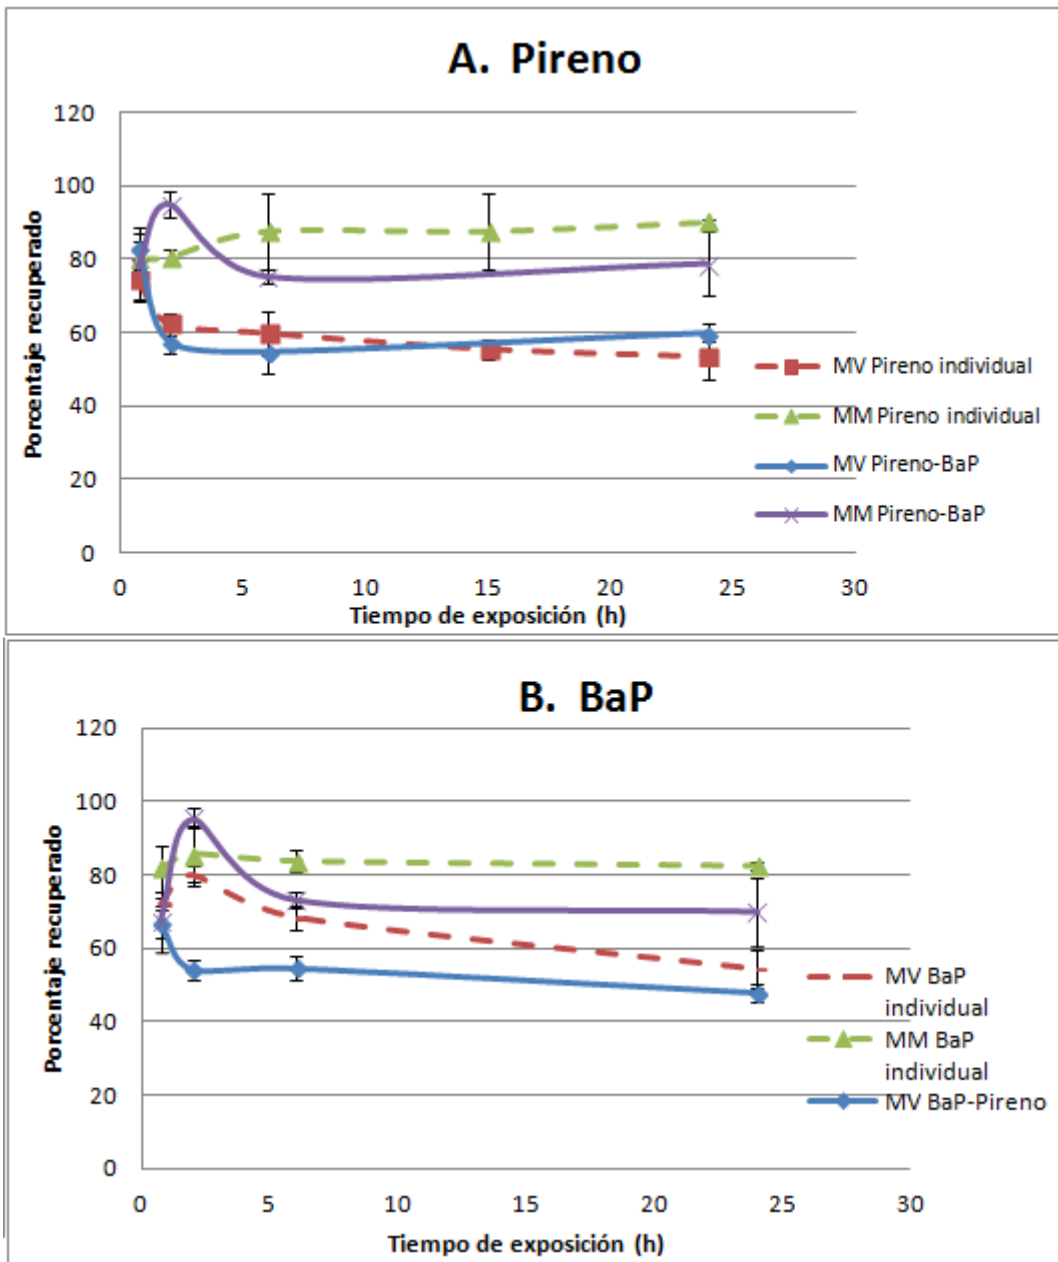 A. Pireno
120
100
80
60
40
20
0
Porcentaje recuperado
0 5 10 15 20 25 30
Tiempo de exposición (h)
MV Pireno individual
MM Pireno individual
MV Pireno-BaP
MM Pireno-BaP
B. BaP
120
100
80
60
40
20
0
Porcentaje recuperado
0 5 10 15 20 25 30
Tiempo de exposición (h)
MV BaP
individual
MM BaP
individual
MV BaP-Pireno